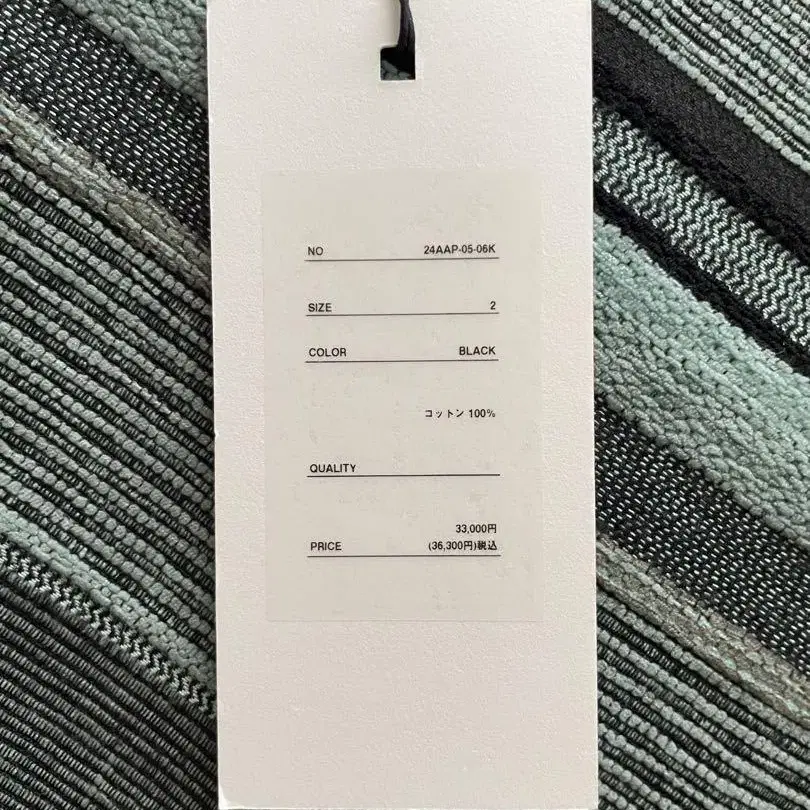 NO 24AAP-05-06K
SIZE 2
COLOR BLACK
コットン 100%
QUALITY
33,000円
PRICE (36,300円)税込